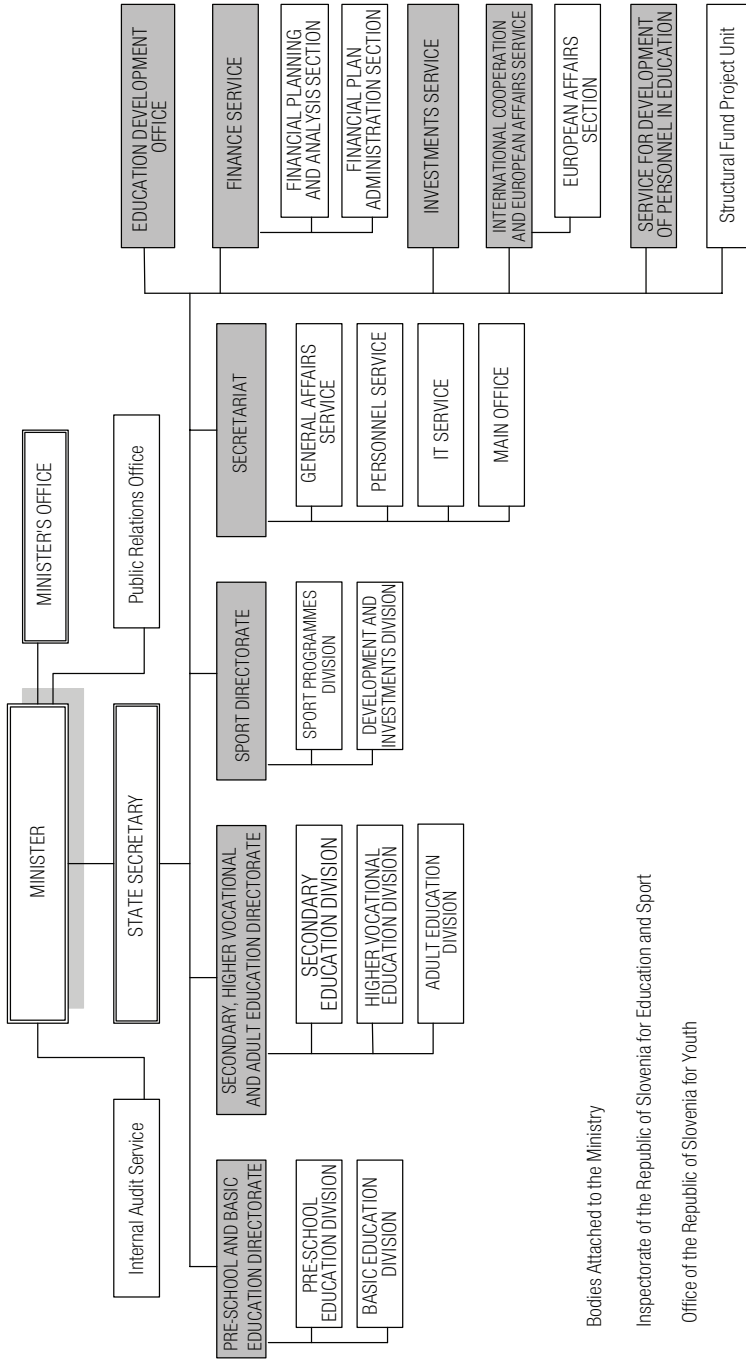 MINISTER
MINISTER'S OFFICE
Internal Audit Service
STATE SECRETARY
Public Relations Office
PRE-SCHOOL AND BASIC
EDUCATION DIRECTORATE
PRE-SCHOOL
EDUCATION DIVISION
BASIC EDUCATION
DIVISION
SECONDARY, HIGHER VOCATIONAL
AND ADULT EDUCATION DIRECTORATE
SECONDARY
EDUCATION DIVISION
HIGHER VOCATIONAL
EDUCATION DIVISION
ADULT EDUCATION
DIVISION
SPORT DIRECTORATE
SPORT PROGRAMMES
DIVISION
DEVELOPMENT AND
INVESTMENTS DIVISION
SECRETARIAT
GENERAL AFFAIRS
SERVICE
PERSONNEL SERVICE
IT SERVICE
MAIN OFFICE
EDUCATION DEVELOPMENT
OFFICE
FINANCE SERVICE
FINANCIAL PLANNING
AND ANALYSIS SECTION
FINANCIAL PLAN
ADMINISTRATION SECTION
INVESTMENTS SERVICE
INTERNATIONAL COOPERATION
AND EUROPEAN AFFAIRS SERVICE
EUROPEAN AFFAIRS
SECTION
SERVICE FOR DEVELOPMENT
OF PERSONNEL IN EDUCATION
Structural Fund Project Unit
Bodies Attached to the Ministry
Inspectorate of the Republic of Slovenia for Education and Sport
Office of the Republic of Slovenia for Youth